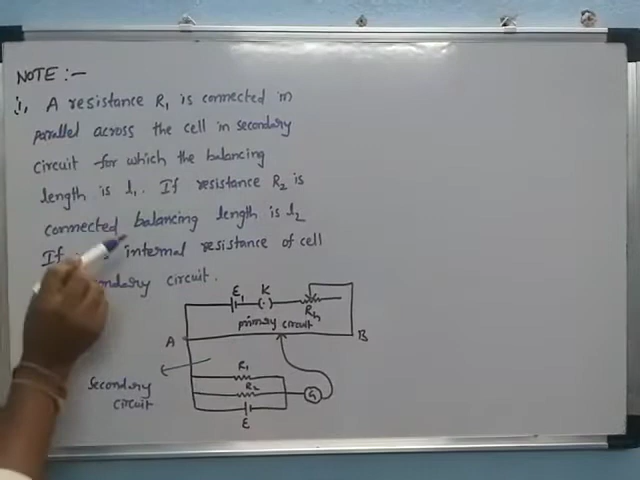 NOTE :-
i, A resistance R1 is connected in
parallel across the cell in secondary
circuit for which the balancing
length is l1. If resistance R2 is
connected balancing length is l2
If internal resistance of cell
secondary circuit.
E1 K
Rh
primary circuit
A B
R1
Secondary
circuit
R2
G
E